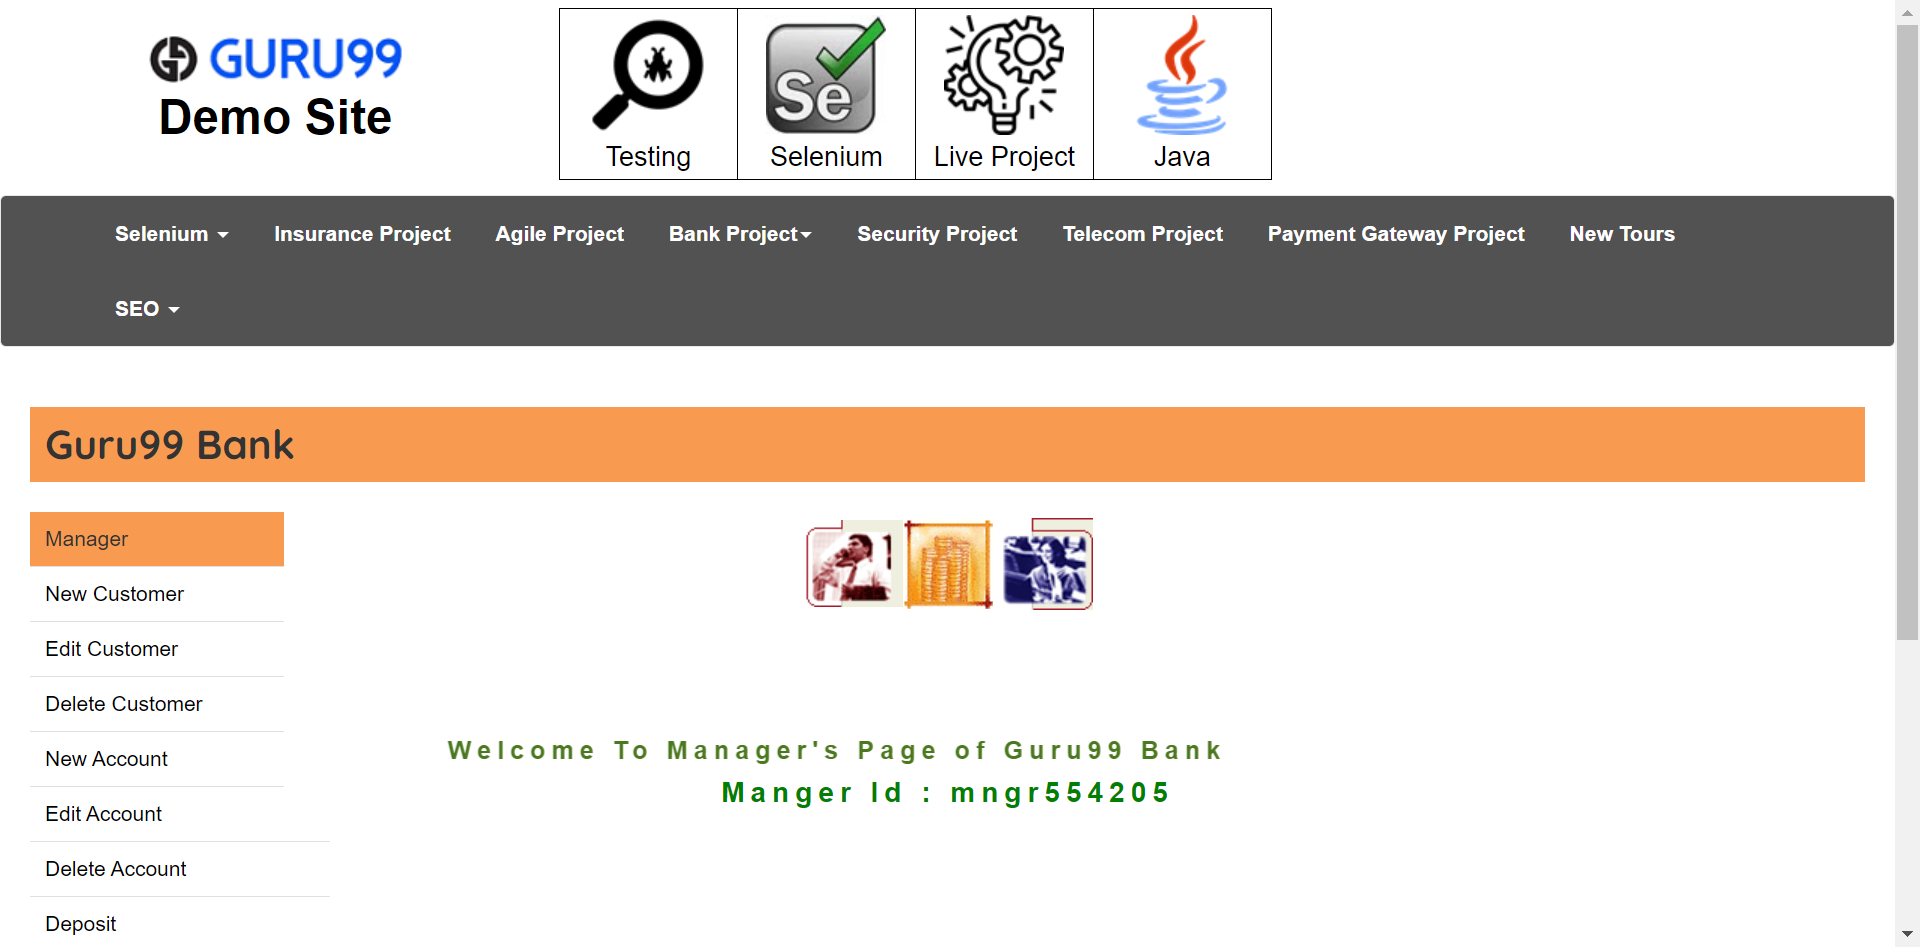 GURU99
Demo Site
Testing
Selenium
Live Project
Java
Selenium
Insurance Project
Agile Project
Bank Project
Security Project
Telecom Project
Payment Gateway Project
New Tours
SEO
Guru99 Bank
Manager
New Customer
Edit Customer
Delete Customer
New Account
Edit Account
Delete Account
Deposit
Se
Welcome To Manager's Page of Guru99 Bank
Manger Id : mngr554205